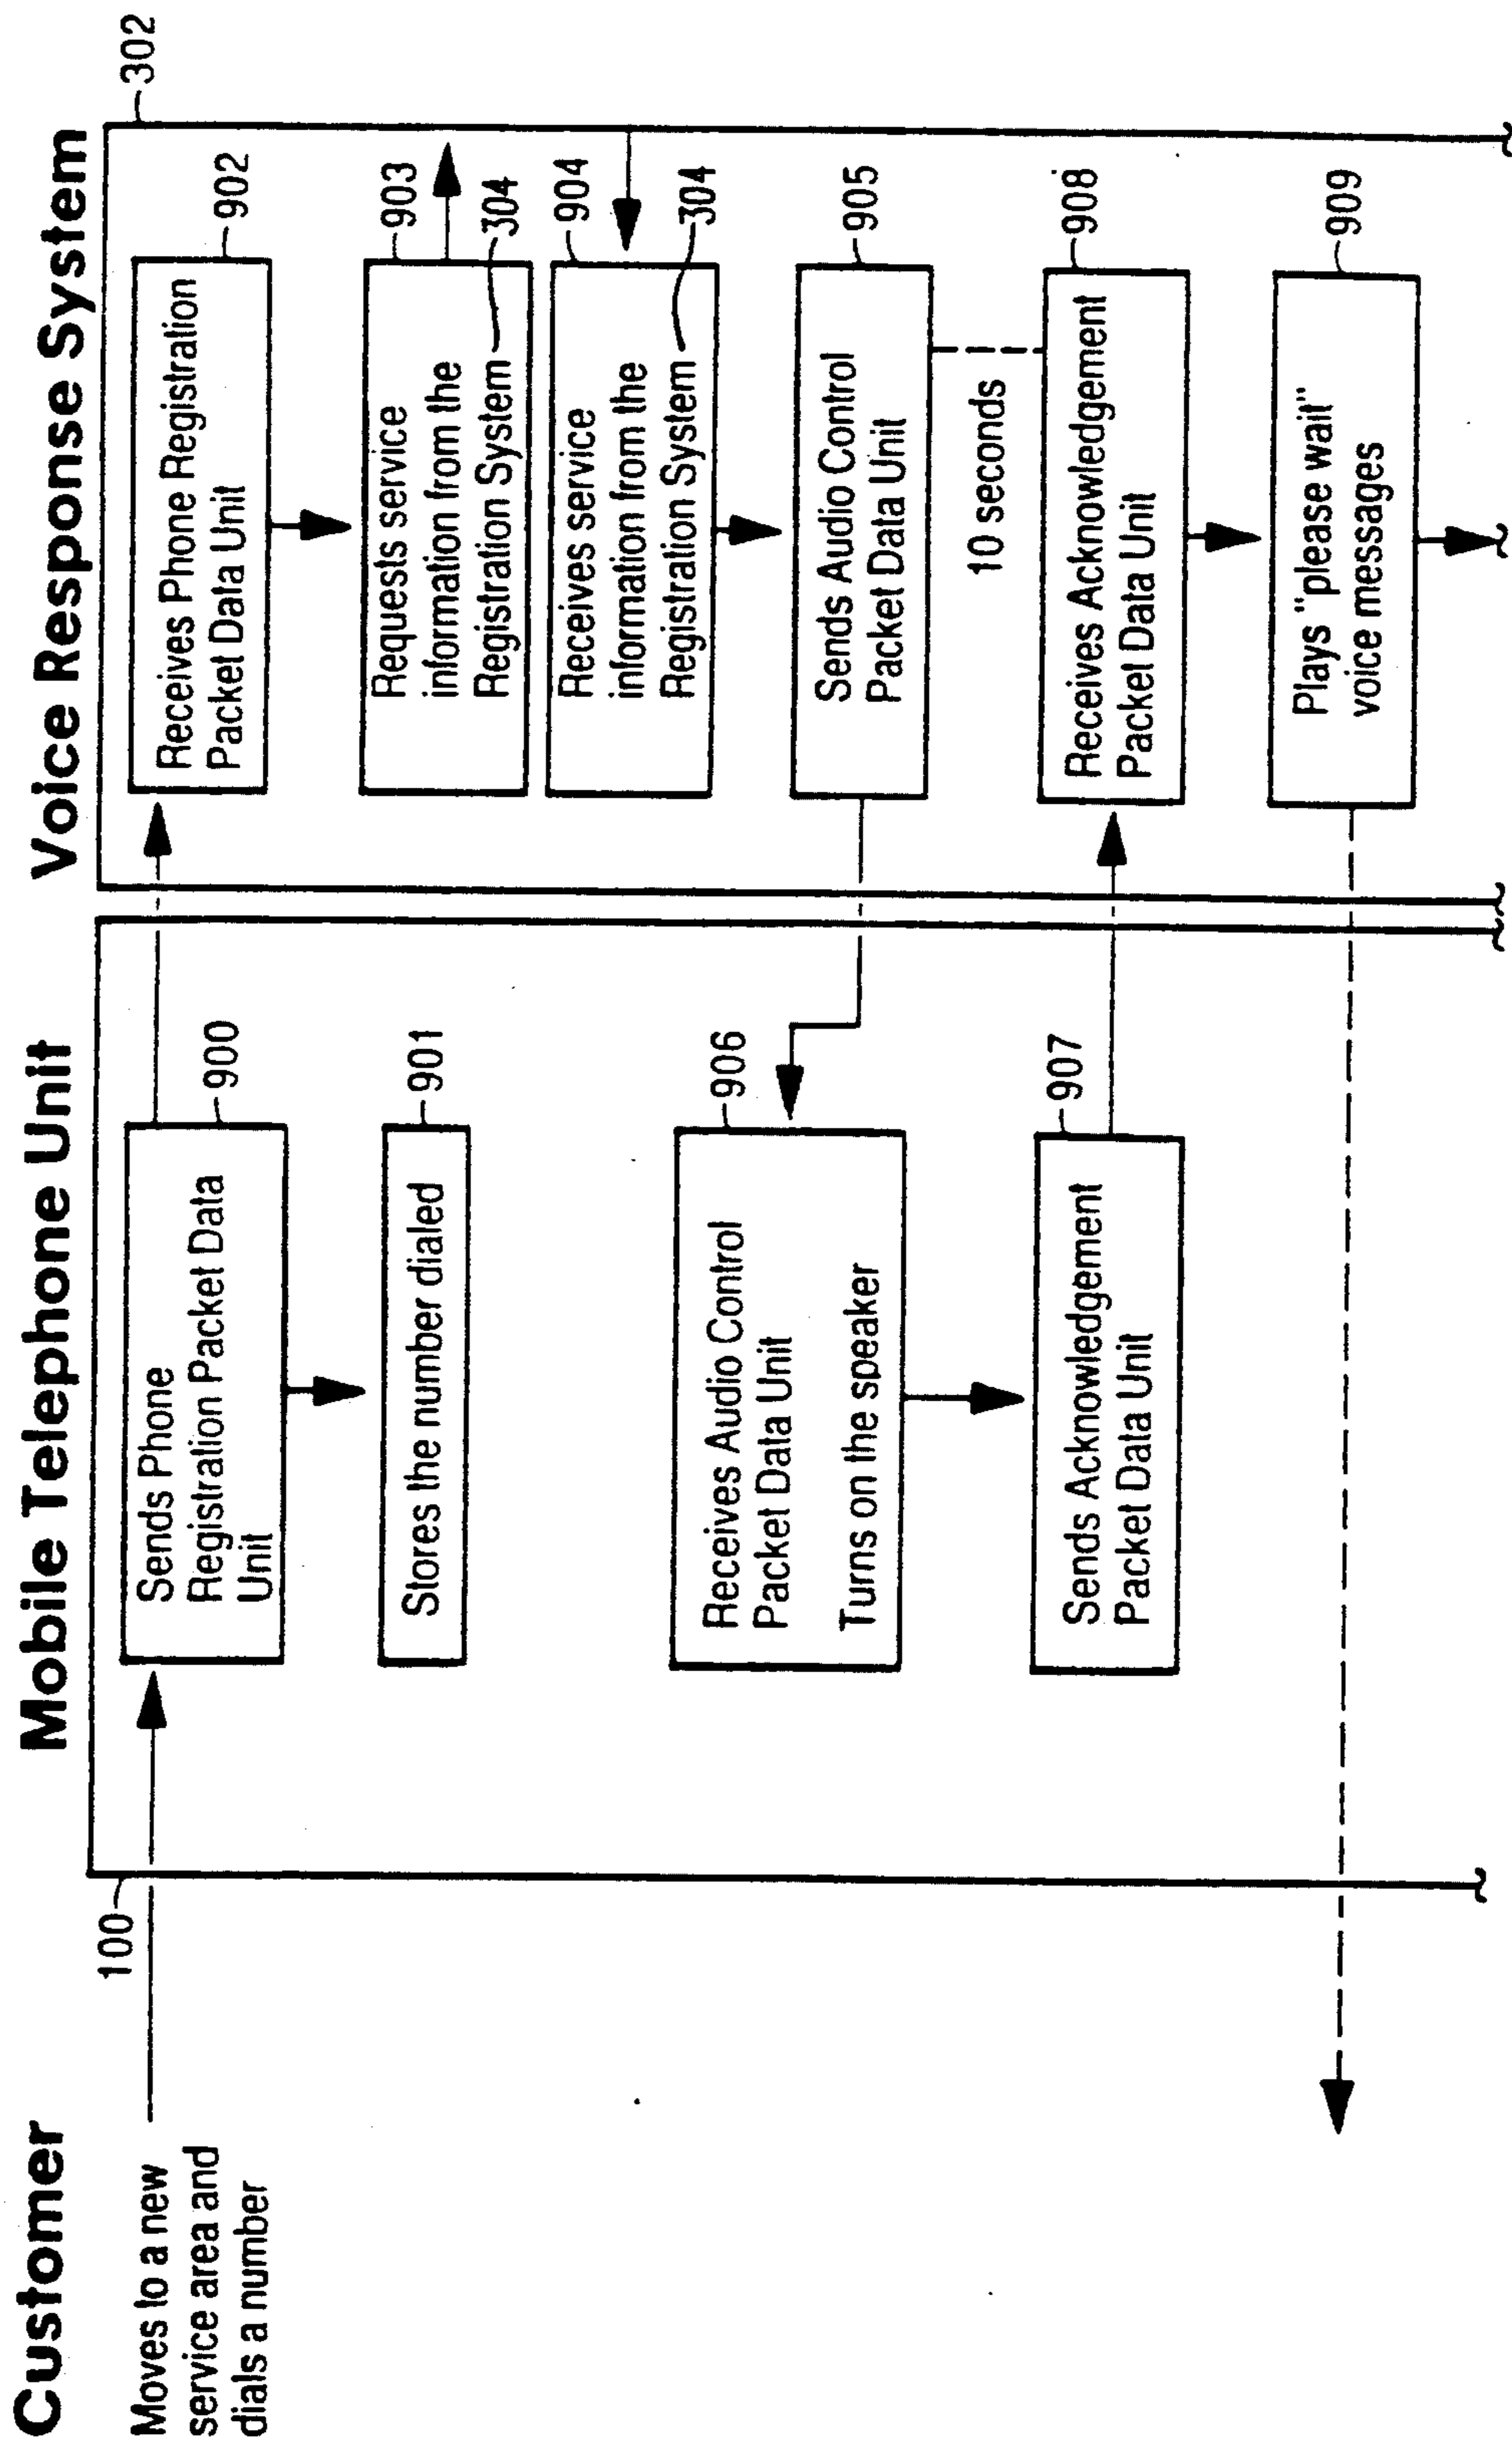 Customer
Mobile Telephone Unit
Voice Response System
Moves to a new
service area and
dials a number
100
302
Sends Phone
Registration Packet Data
Unit
900
Receives Phone Registration
Packet Data Unit
902
Stores the number dialed
901
Requests service
information from the
Registration System
903
304
Receives service
information from the
Registration System
904
304
Sends Audio Control
Packet Data Unit
905
Receives Audio Control
Packet Data Unit
Turns on the speaker
906
10 seconds
Sends Acknowledgement
Packet Data Unit
907
Receives Acknowledgement
Packet Data Unit
908
Plays "please wait"
voice messages
909